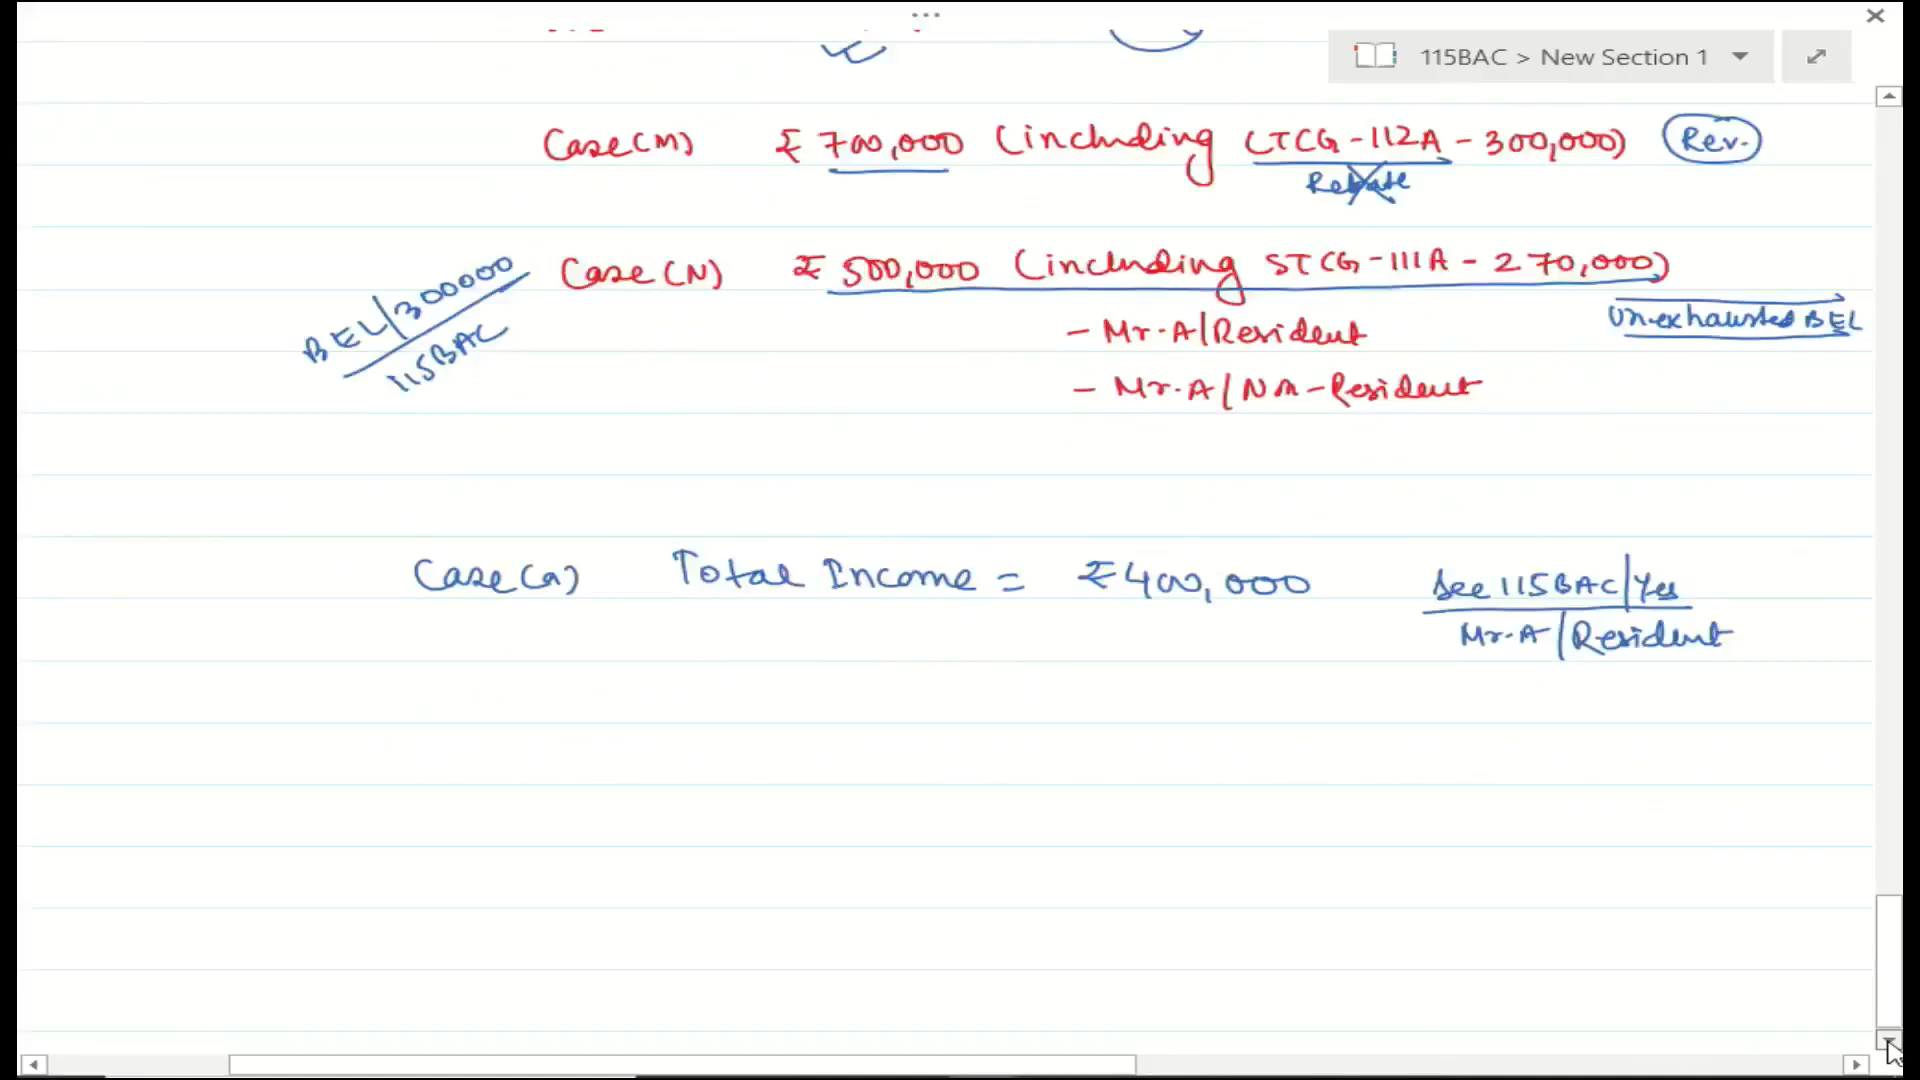 115BAC > New Section 1
Case (M) ₹ 700,000 (including LTCG-112A - 300,000) Rev.
Rebate
Case (N) ₹ 500,000 (including STCG-111A - 270,000)
BEL/300000
115BAC
Un-exhausted BEL
- Mr. A/Resident
- Mr. A/Non-Resident
Case (a) Total Income = ₹400,000 See 115BAC/Yes
Mr. A/Resident